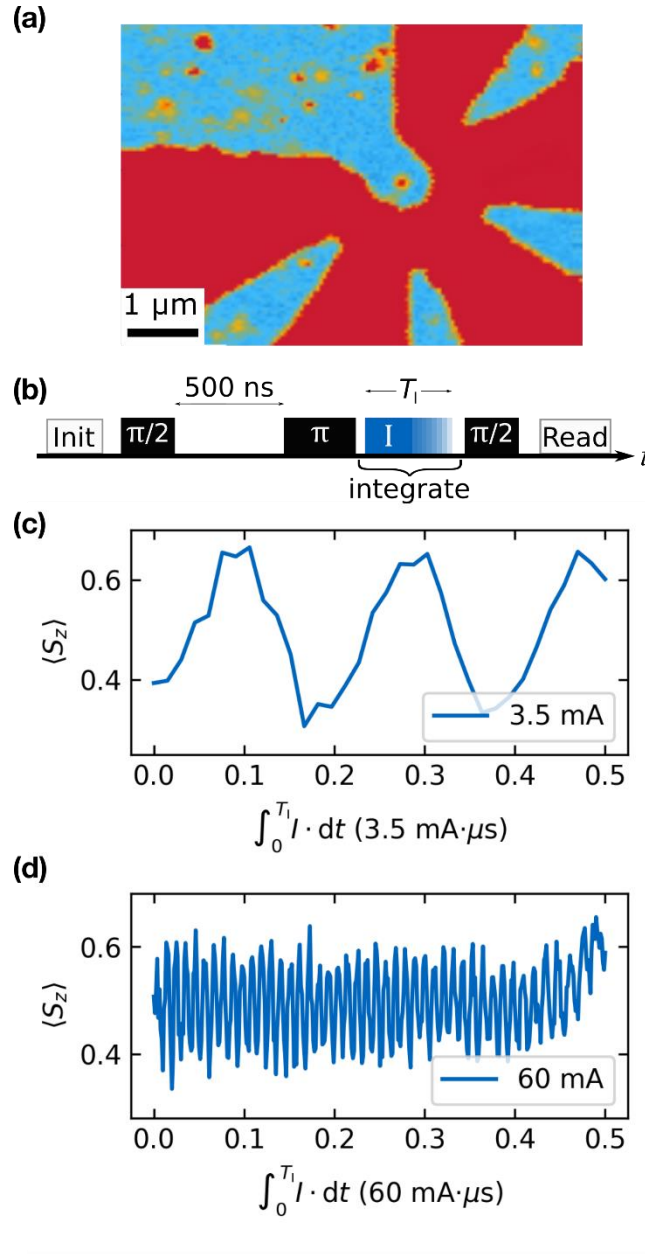 (a)
1 μm
(b)
500 ns
T_I
Init π/2 π I π/2 Read t
integrate
(c)
⟨S_z⟩
0.6
0.4
3.5 mA
0.0 0.1 0.2 0.3 0.4 0.5
∫_0^{T_I} I · dt (3.5 mA·μs)
(d)
⟨S_z⟩
0.6
0.4
60 mA
0.0 0.1 0.2 0.3 0.4 0.5
∫_0^{T_I} I · dt (60 mA·μs)